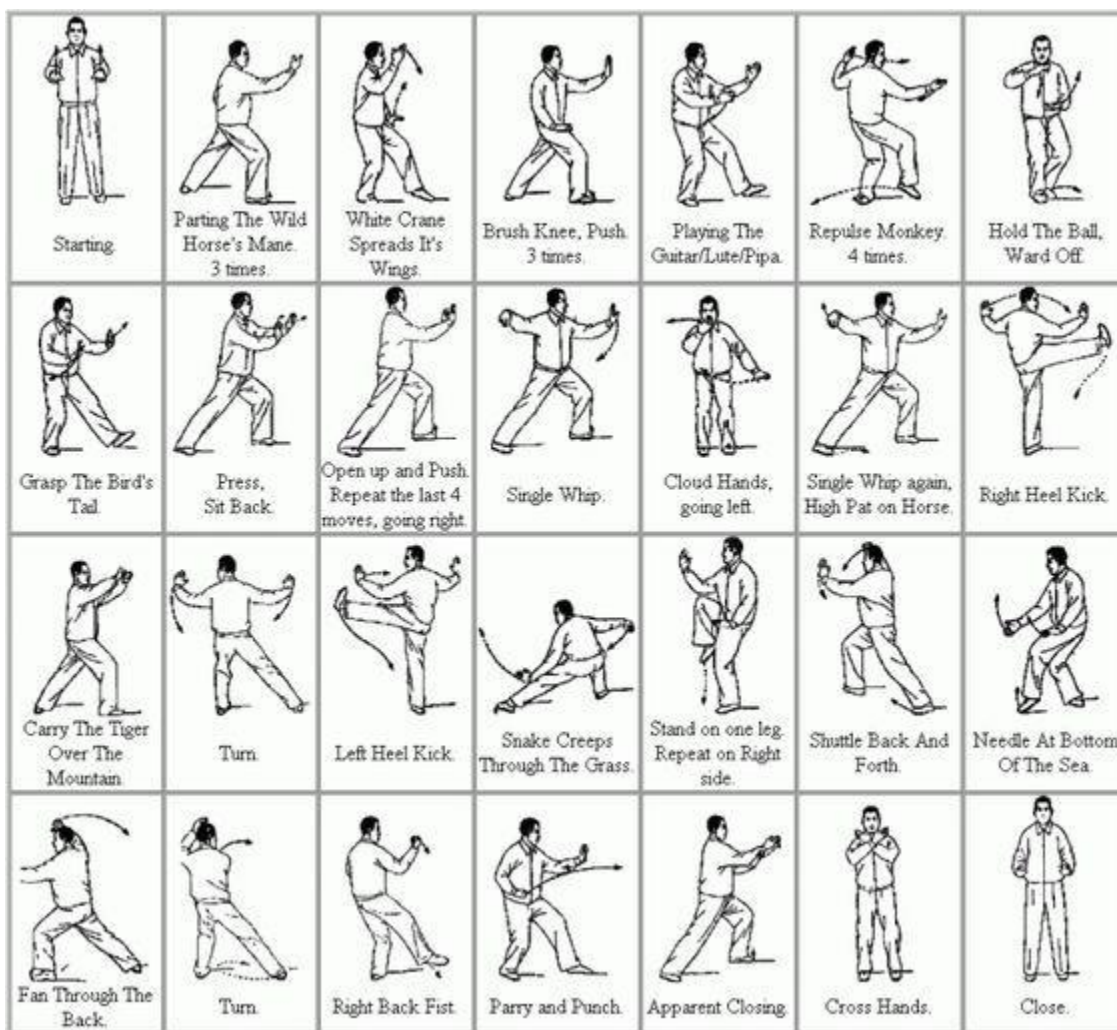 Starting.
Parting The Wild
Horse's Mane.
3 times.
White Crane
Spreads It's
Wings.
Brush Knee, Push.
3 times.
Playing The
Guitar/Lute/Pipa.
Repulse Monkey.
4 times.
Hold The Ball,
Ward Off.
Grasp The Bird's
Tail.
Press,
Sit Back.
Open up and Push.
Repeat the last 4
moves, going right.
Single Whip.
Cloud Hands,
going left.
Single Whip again,
High Pat on Horse.
Right Heel Kick.
Carry The Tiger
Over The
Mountain
Turn.
Left Heel Kick.
Snake Creeps
Through The Grass.
Stand on one leg.
Repeat on Right
side.
Shuttle Back And
Forth.
Needle At Bottom
Of The Sea.
Fan Through The
Back.
Turn.
Right Back Fist.
Parry and Punch.
Apparent Closing.
Cross Hands.
Close.